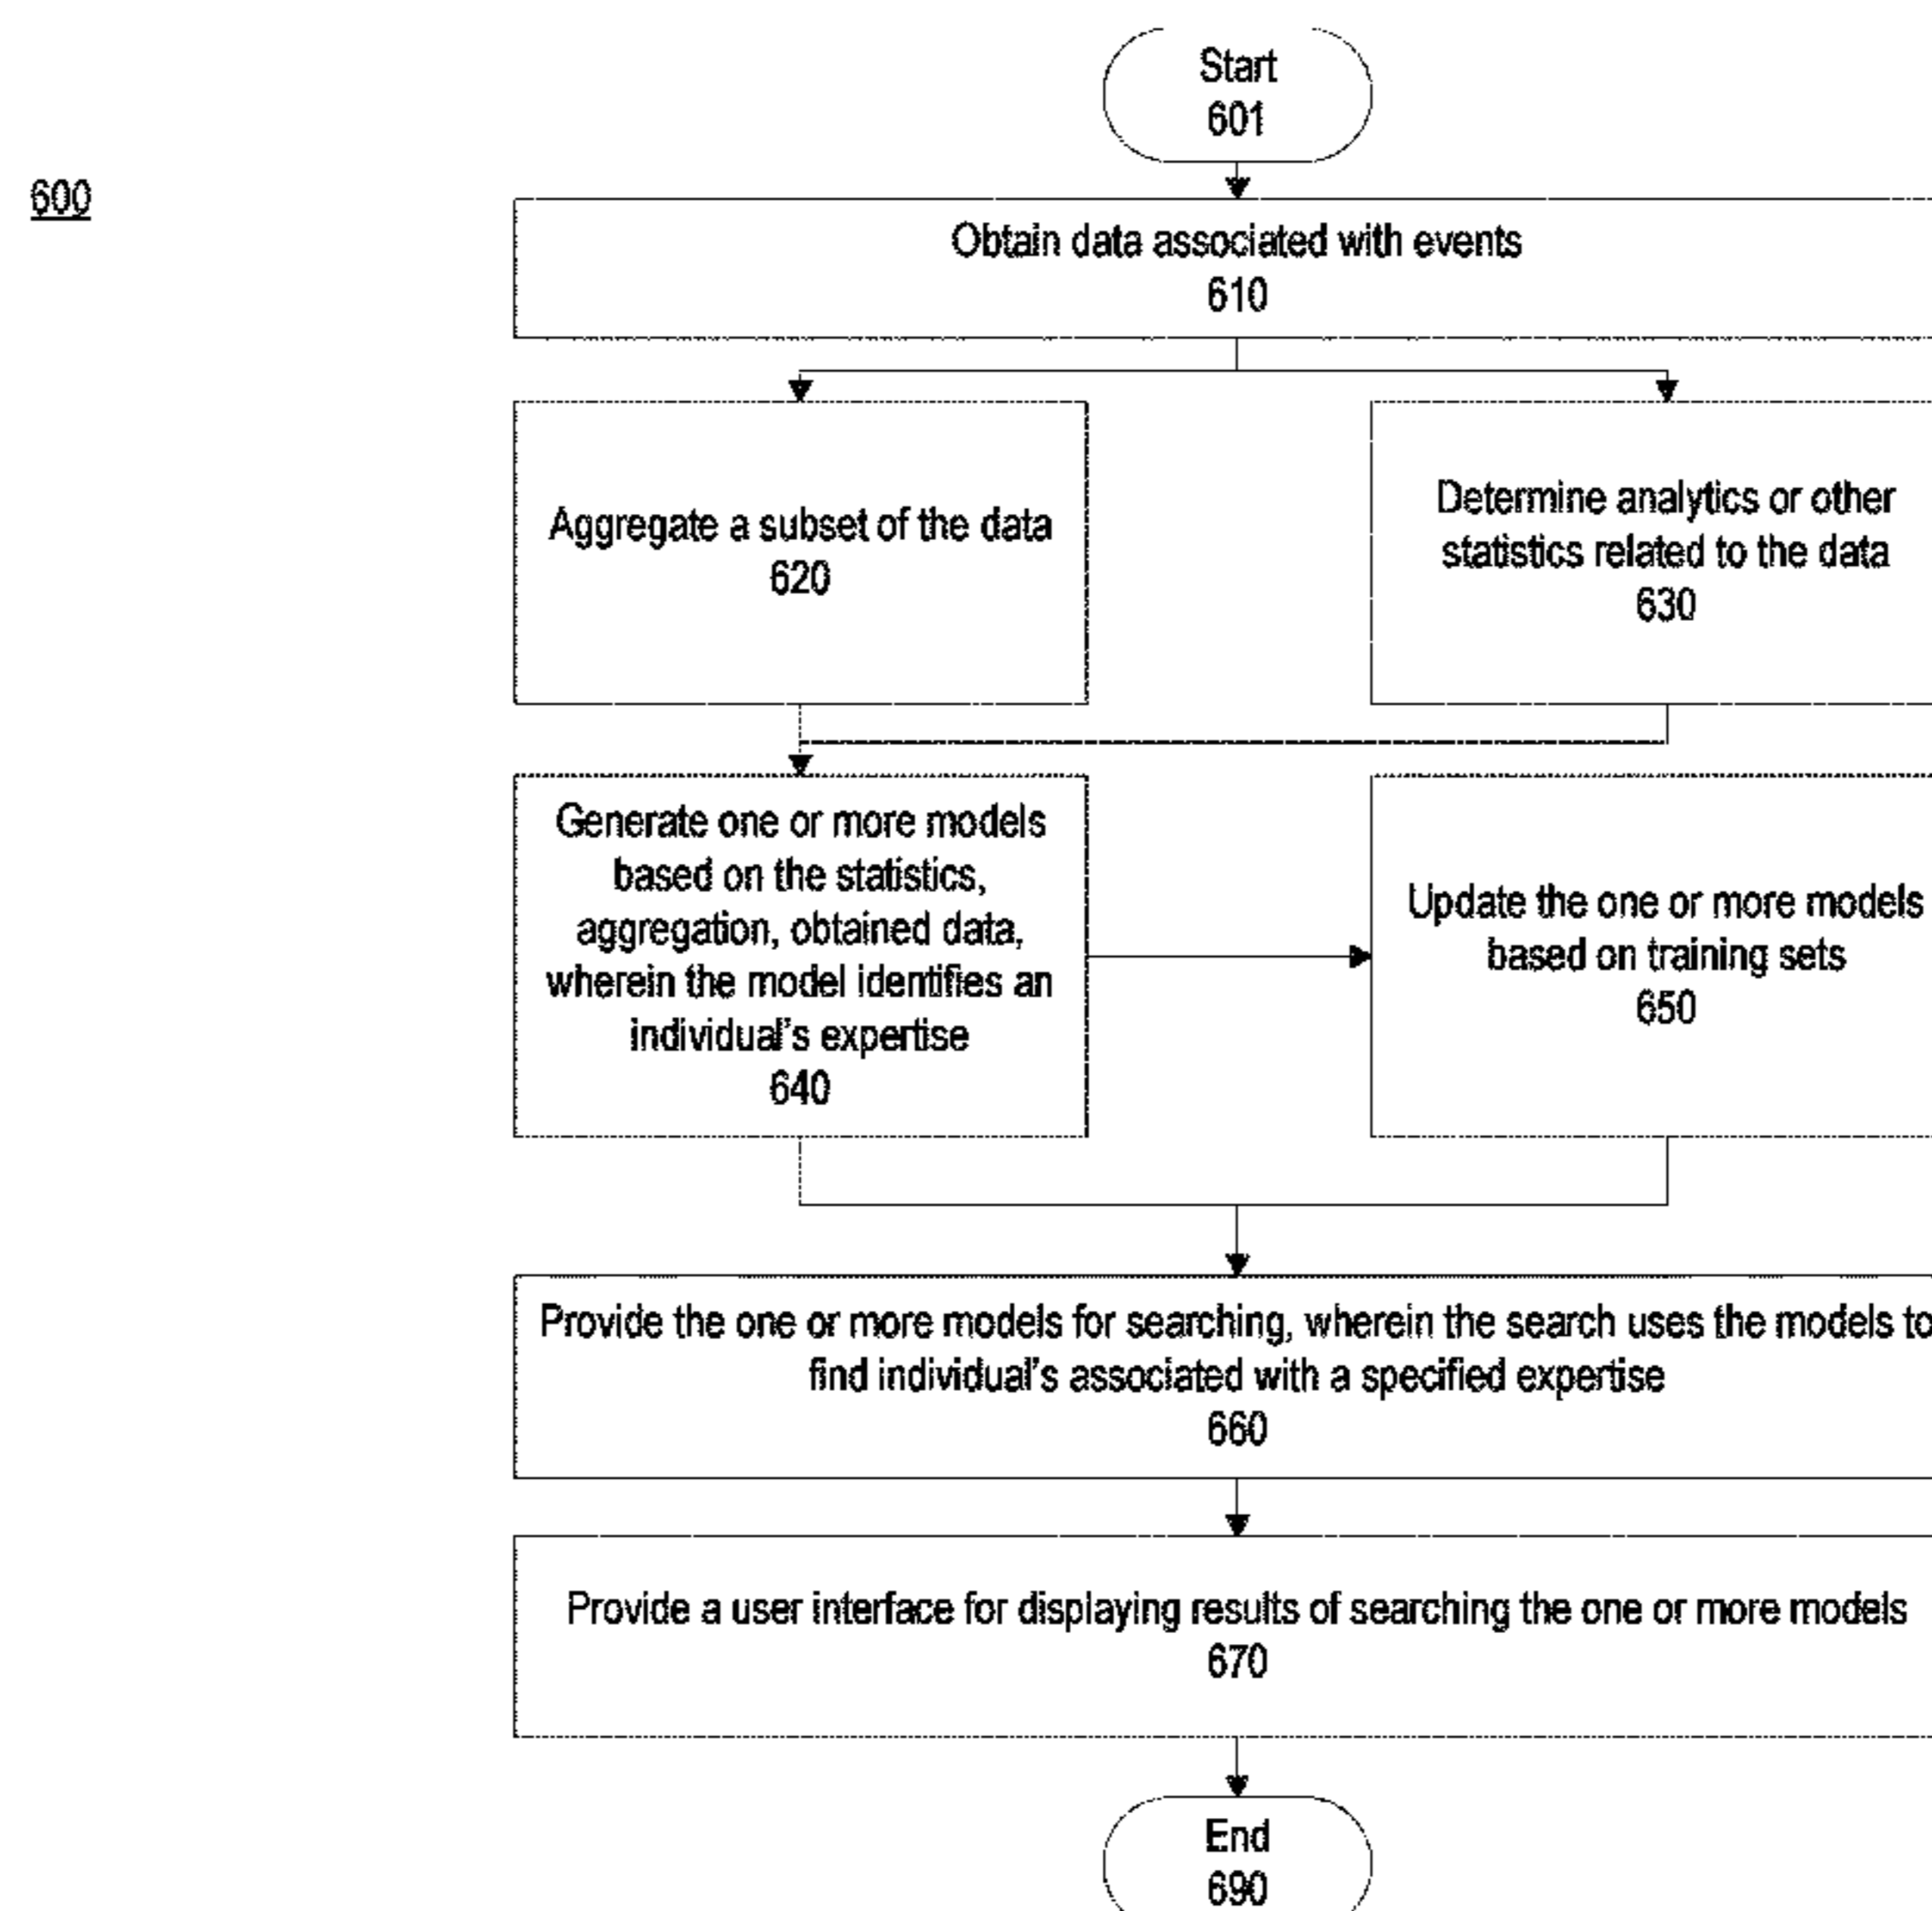 Start
601
600
Obtain data associated with events
610
Aggregate a subset of the data
620
Determine analytics or other
statistics related to the data
630
Generate one or more models
based on the statistics,
aggregation, obtained data,
wherein the model identifies an
individual's expertise
640
Update the one or more models
based on training sets
650
Provide the one or more models for searching, wherein the search uses the models to
find individual's associated with a specified expertise
660
Provide a user interface for displaying results of searching the one or more models
670
End
690